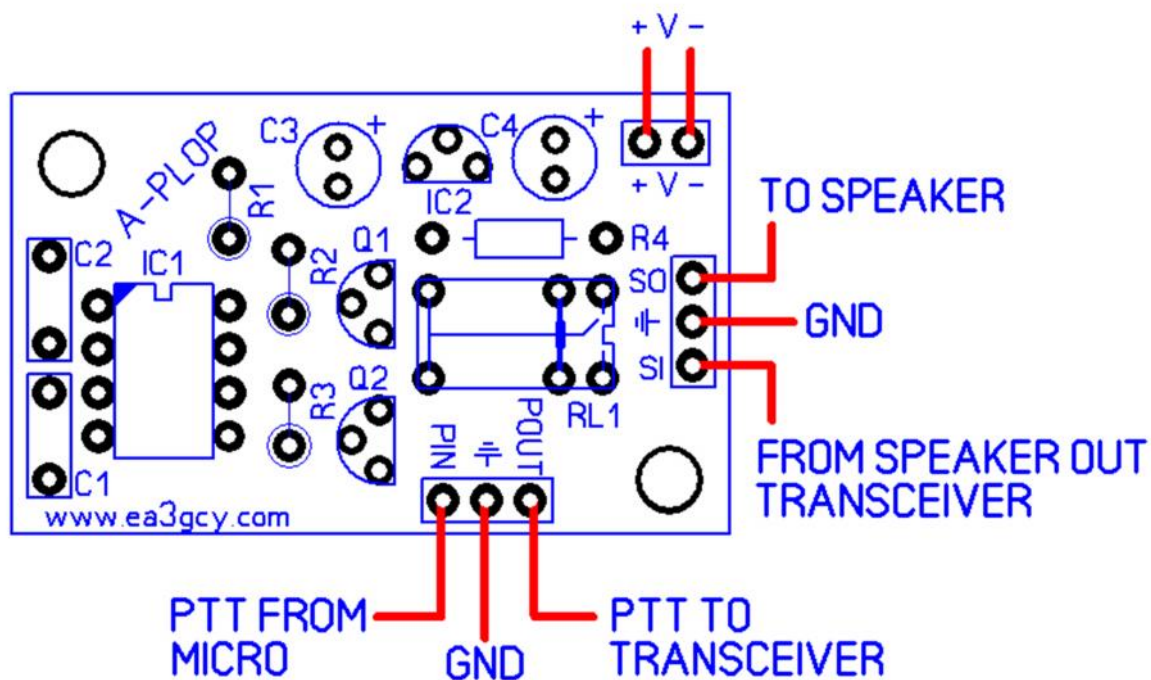 + V -
A-PLOP
C3
+
C4
+
+ V -
IC2
R1
TO SPEAKER
C2
IC1
R2
Q1
R4
SO
GND
SI
R3
Q2
RL1
PIN
POUT
C1
www.ea3gcy.com
FROM SPEAKER OUT
TRANSCEIVER
PTT FROM
MICRO
GND
PTT TO
TRANSCEIVER